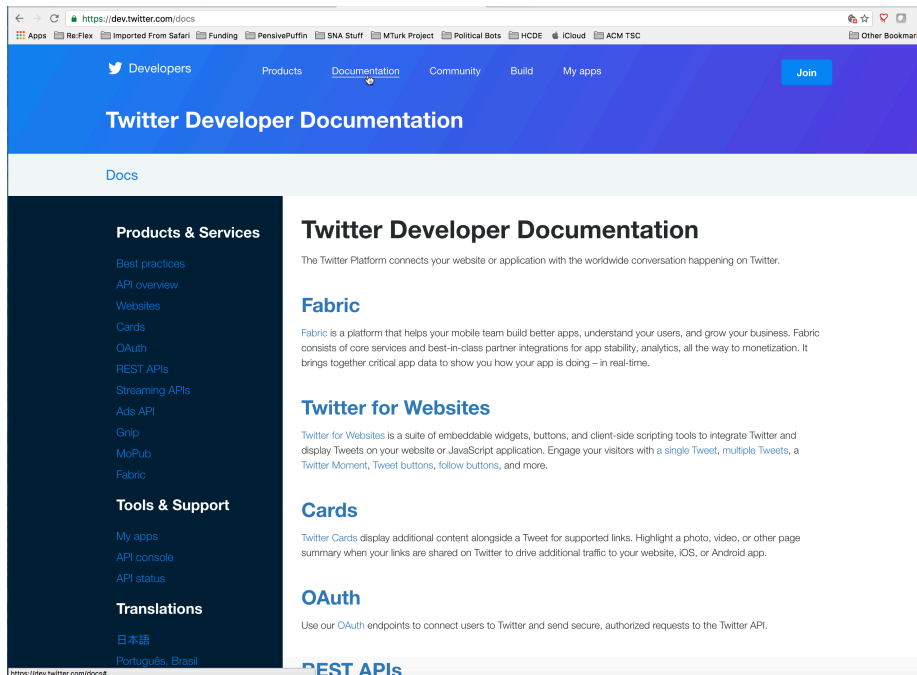 https://dev.twitter.com/docs
Apps Re:Flex Imported From Safari Funding PensivePuffin SNA Stuff MTurk Project Political Bots HCDE iCloud ACM TSC Other Bookmar
Developers Products Documentation Community Build My apps Join
Twitter Developer Documentation
Docs
Products & Services
Best practices
API overview
Websites
Cards
OAuth
REST APIs
Streaming APIs
Ads API
Gnip
MoPub
Fabric
Tools & Support
My apps
API console
API status
Translations
日本語
Português, Brasil
https://dev.twitter.com/docs#
Twitter Developer Documentation
The Twitter Platform connects your website or application with the worldwide conversation happening on Twitter.
Fabric
Fabric is a platform that helps your mobile team build better apps, understand your users, and grow your business. Fabric
consists of core services and best-in-class partner integrations for app stability, analytics, all the way to monetization. It
brings together critical app data to show you how your app is doing – in real-time.
Twitter for Websites
Twitter for Websites is a suite of embeddable widgets, buttons, and client-side scripting tools to integrate Twitter and
display Tweets on your website or JavaScript application. Engage your visitors with a single Tweet, multiple Tweets, a
Twitter Moment, Tweet buttons, follow buttons, and more.
Cards
Twitter Cards display additional content alongside a Tweet for supported links. Highlight a photo, video, or other page
summary when your links are shared on Twitter to drive additional traffic to your website, iOS, or Android app.
OAuth
Use our OAuth endpoints to connect users to Twitter and send secure, authorized requests to the Twitter API.
REST APIs